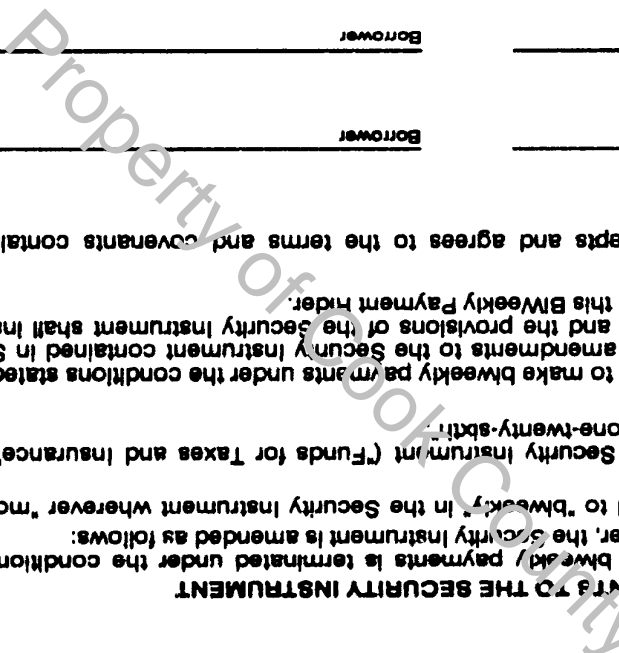 NTS TO THE SECURITY INSTRUMENT
biweekly payments is terminated under the condition
er, the Security Instrument is amended as follows:
d to "biweekly" in the Security Instrument wherever "mo
Security Instrument ("Funds for Taxes and Insurance"
one-twenty-sixth".
to make biweekly payments under the conditions stated
amendments to the Security Instrument contained in S
and the provisions of the Security Instrument shall ins
this BiWeekly Payment Rider.
epts and agrees to the terms and covenants contain
Borrower
Borrower
Property of Cook County